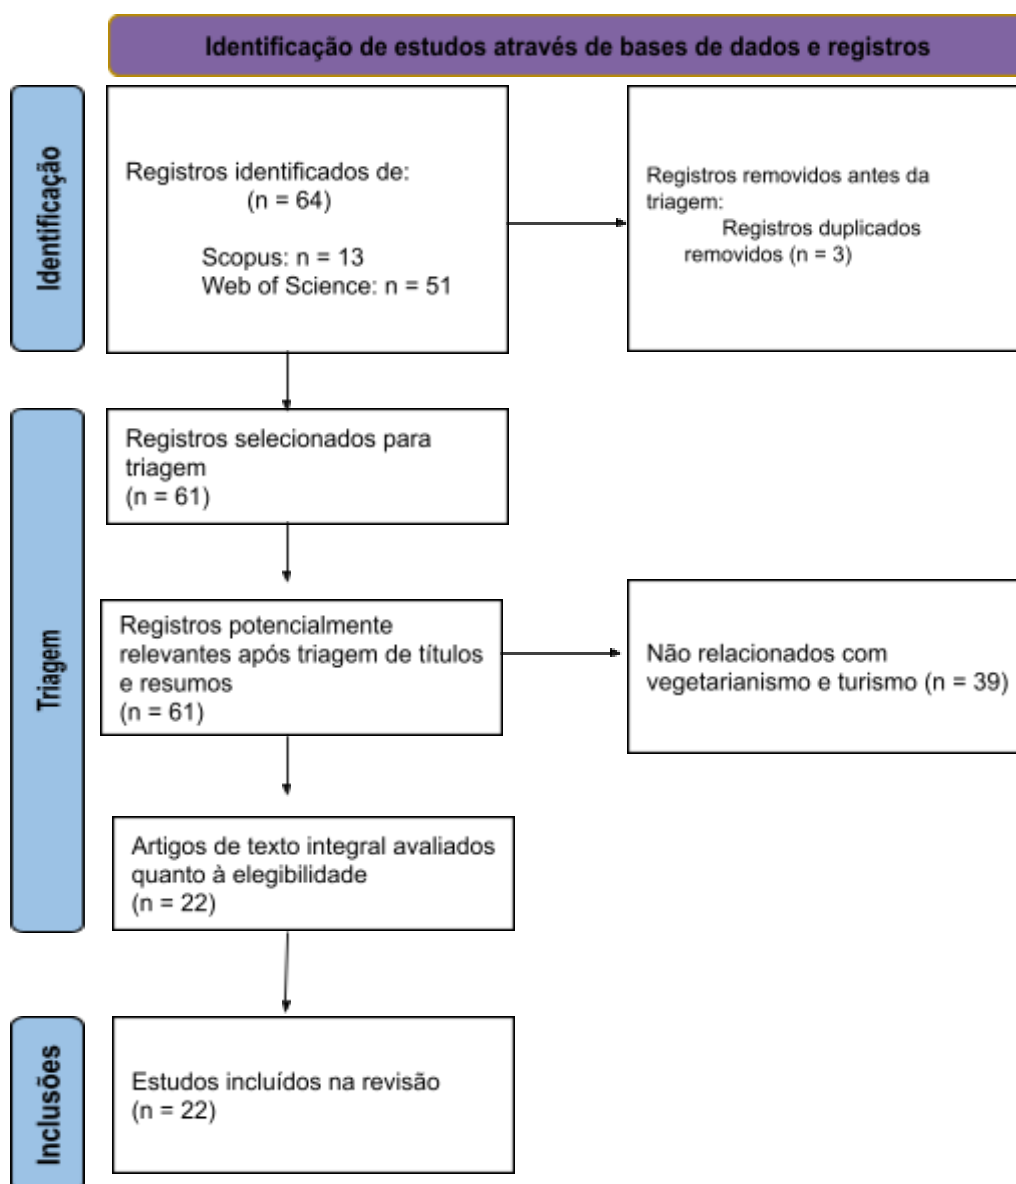 Identificação de estudos através de bases de dados e registros
Identificação
Registros identificados de:
(n = 64)
Scopus: n = 13
Web of Science: n = 51
Registros removidos antes da
triagem:
Registros duplicados
removidos (n = 3)
Triagem
Registros selecionados para
triagem
(n = 61)
Registros potencialmente
relevantes após triagem de títulos
e resumos
(n = 61)
Não relacionados com
vegetarianismo e turismo (n = 39)
Artigos de texto integral avaliados
quanto à elegibilidade
(n = 22)
Inclusões
Estudos incluídos na revisão
(n = 22)